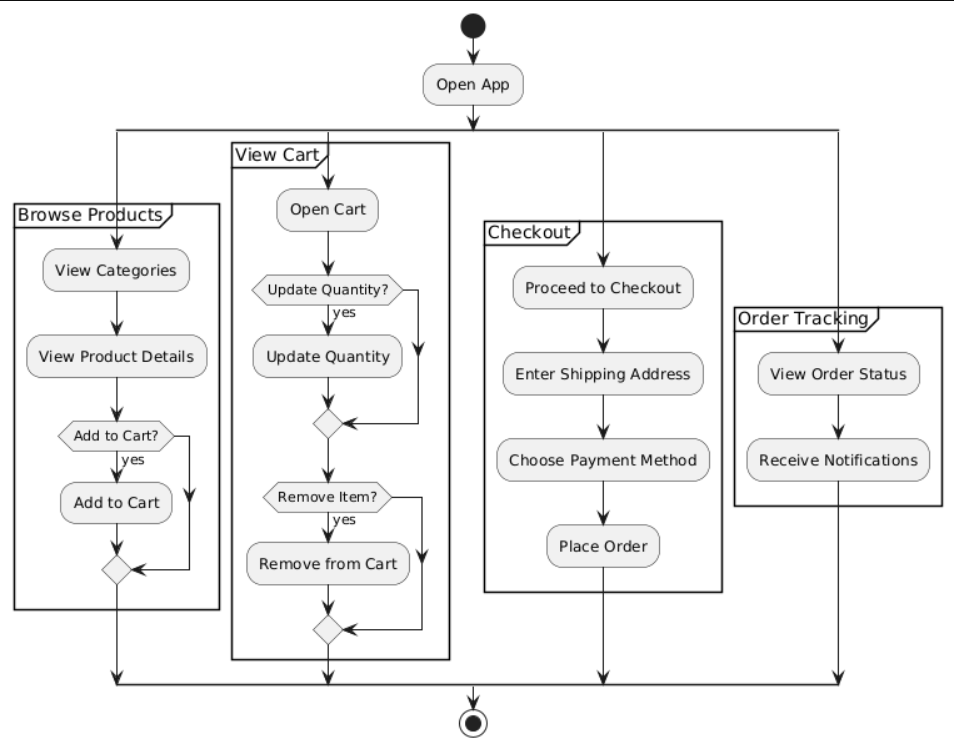 Open App
Browse Products
View Categories
View Product Details
Add to Cart?
yes
Add to Cart
View Cart
Open Cart
Update Quantity?
yes
Update Quantity
Remove Item?
yes
Remove from Cart
Checkout
Proceed to Checkout
Enter Shipping Address
Choose Payment Method
Place Order
Order Tracking
View Order Status
Receive Notifications